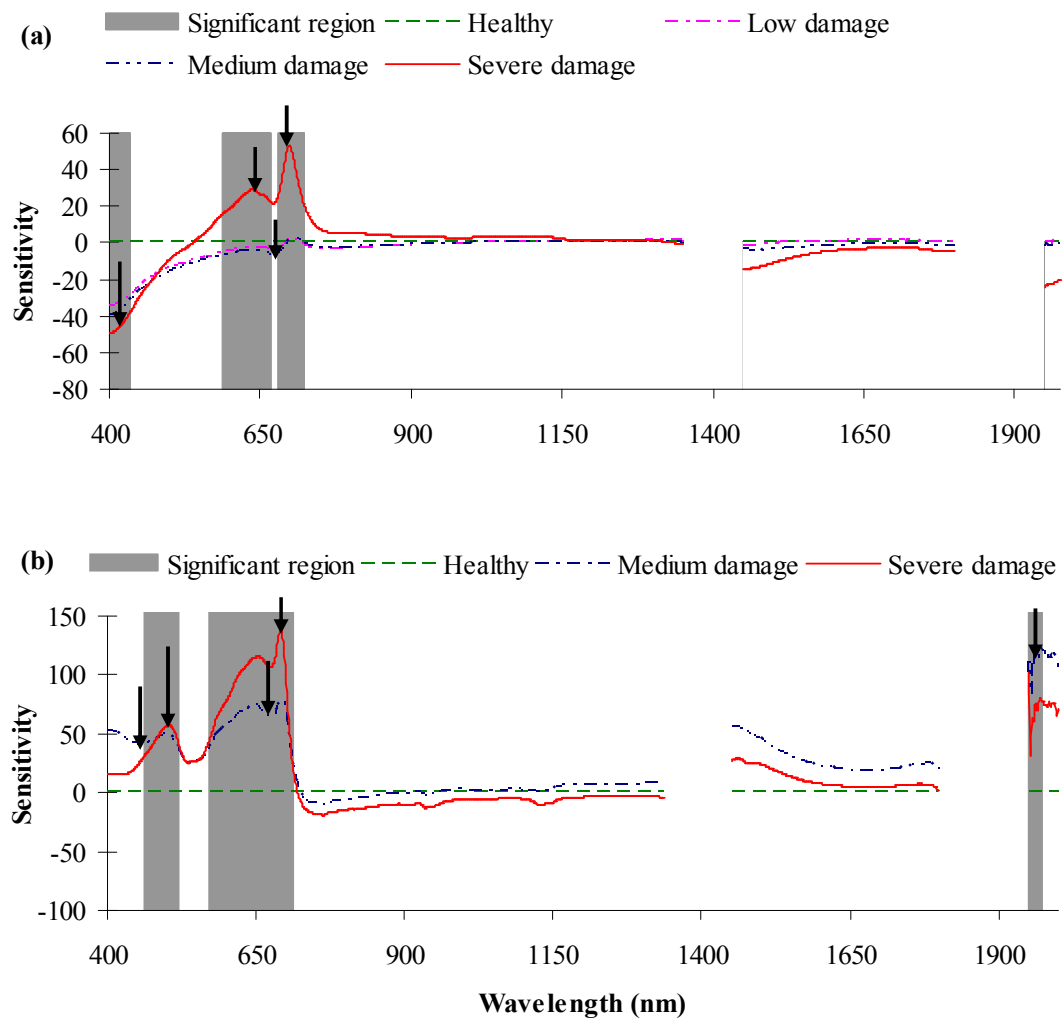 (a)
Significant region Healthy Low damage
Medium damage Severe damage
60
40
20
0
-20
-40
-60
-80
Sensitivity
400 650 900 1150 1400 1650 1900
(b)
Significant region Healthy Medium damage Severe damage
150
100
50
0
-50
-100
Sensitivity
400 650 900 1150 1400 1650 1900
Wavelength (nm)